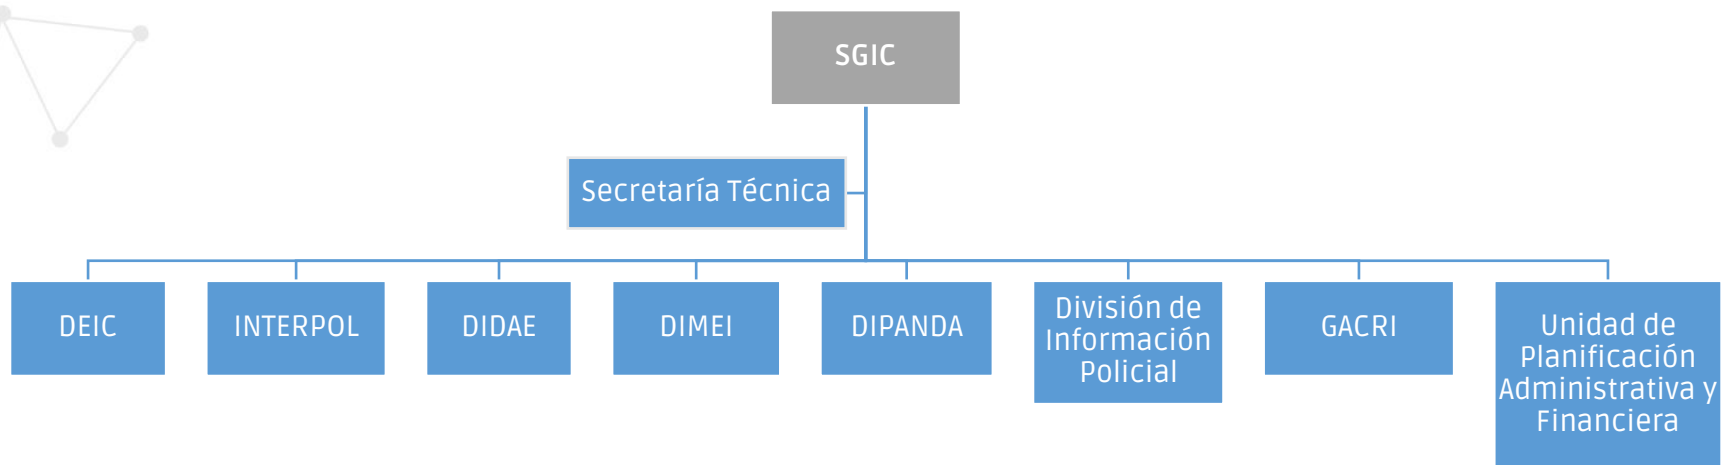 SGIC
Secretaría Técnica
DEIC
INTERPOL
DIDAE
DIMEI
DIPANDA
División de
Información
Policial
GACRI
Unidad de
Planificación
Administrativa y
Financiera